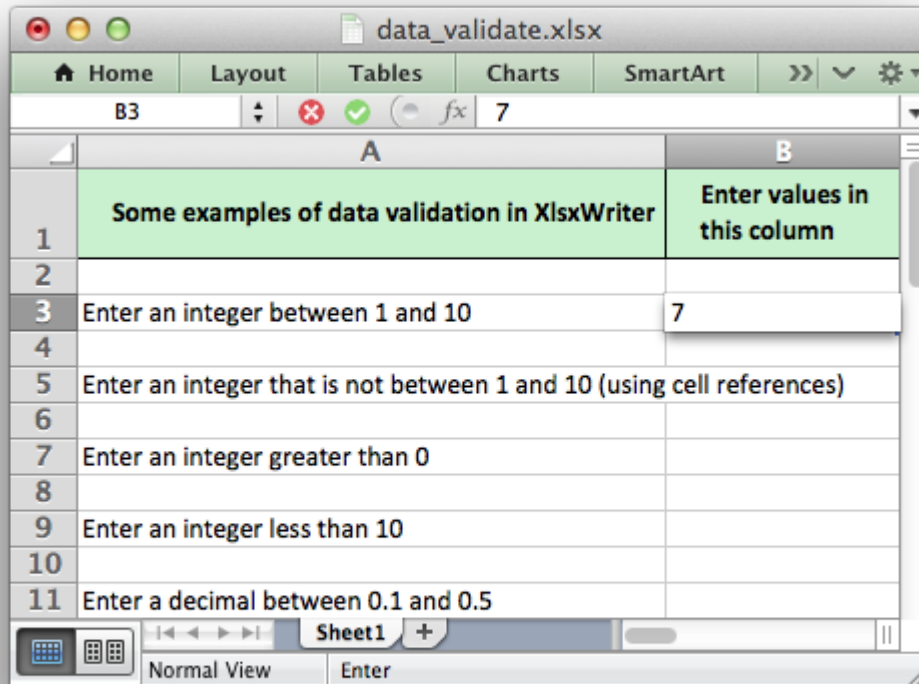 data_validate.xlsx
Home Layout Tables Charts SmartArt
B3 fx 7
A B
1 Some examples of data validation in XlsxWriter Enter values in
this column
2
3 Enter an integer between 1 and 10 7
4
5 Enter an integer that is not between 1 and 10 (using cell references)
6
7 Enter an integer greater than 0
8
9 Enter an integer less than 10
10
11 Enter a decimal between 0.1 and 0.5
Sheet1 +
Normal View Enter